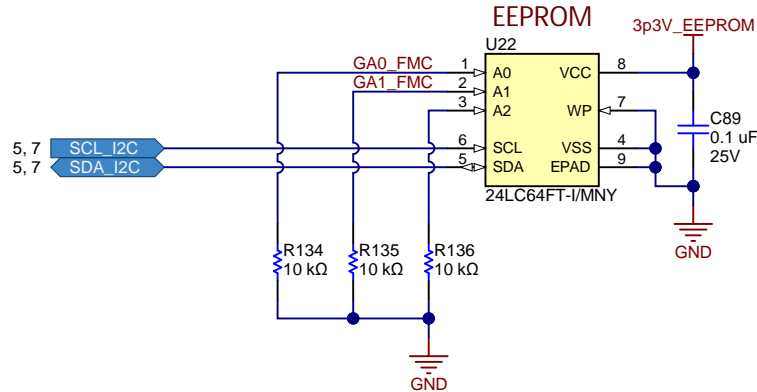 EEPROM
3p3V_EEPROM
U22
GA0_FMC 1 A0 VCC 8
GA1_FMC 2 A1
3 A2 WP 7
C89
0.1 uF
25V
5, 7 SCL_I2C 6 SCL VSS 4
5, 7 SDA_I2C 5 SDA EPAD 9
24LC64FT-I/MNY
GND
R134 R135 R136
10 kΩ 10 kΩ 10 kΩ
GND